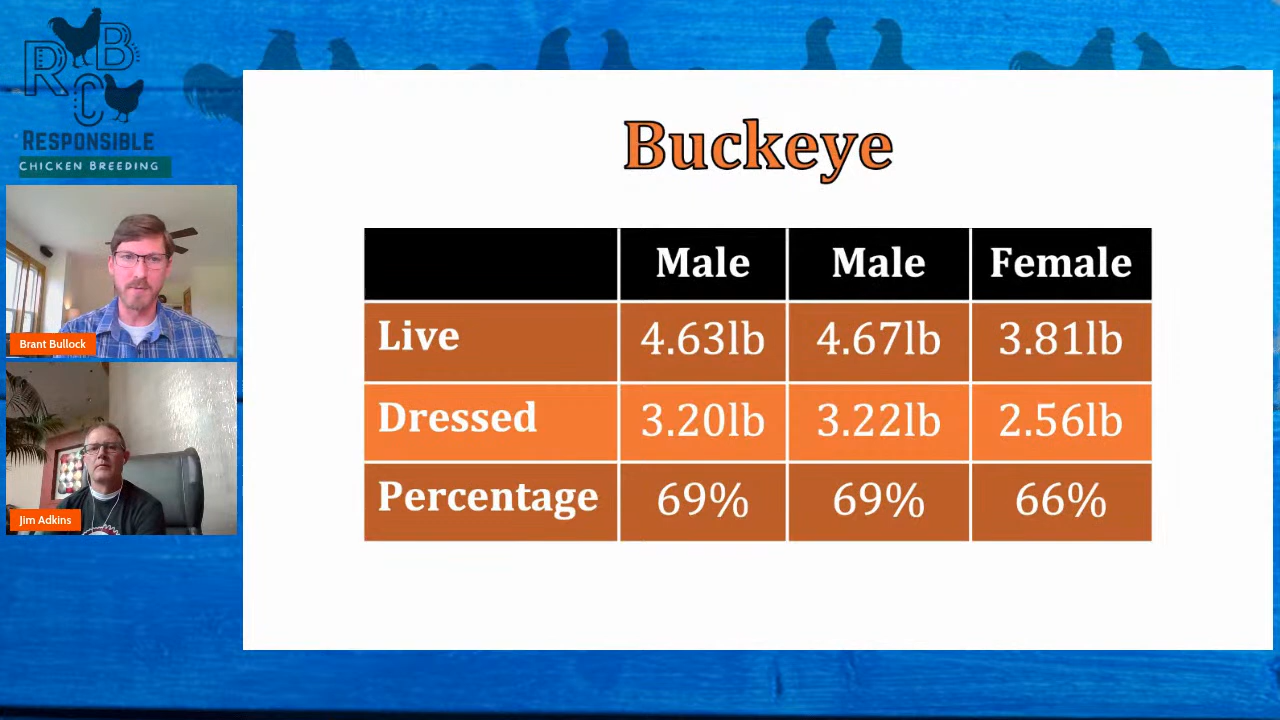 RBC
RESPONSIBLE
CHICKEN BREEDING
Brant Bullock
Jim Adkins
Buckeye
Male Male Female
Live 4.63lb 4.67lb 3.81lb
Dressed 3.20lb 3.22lb 2.56lb
Percentage 69% 69% 66%